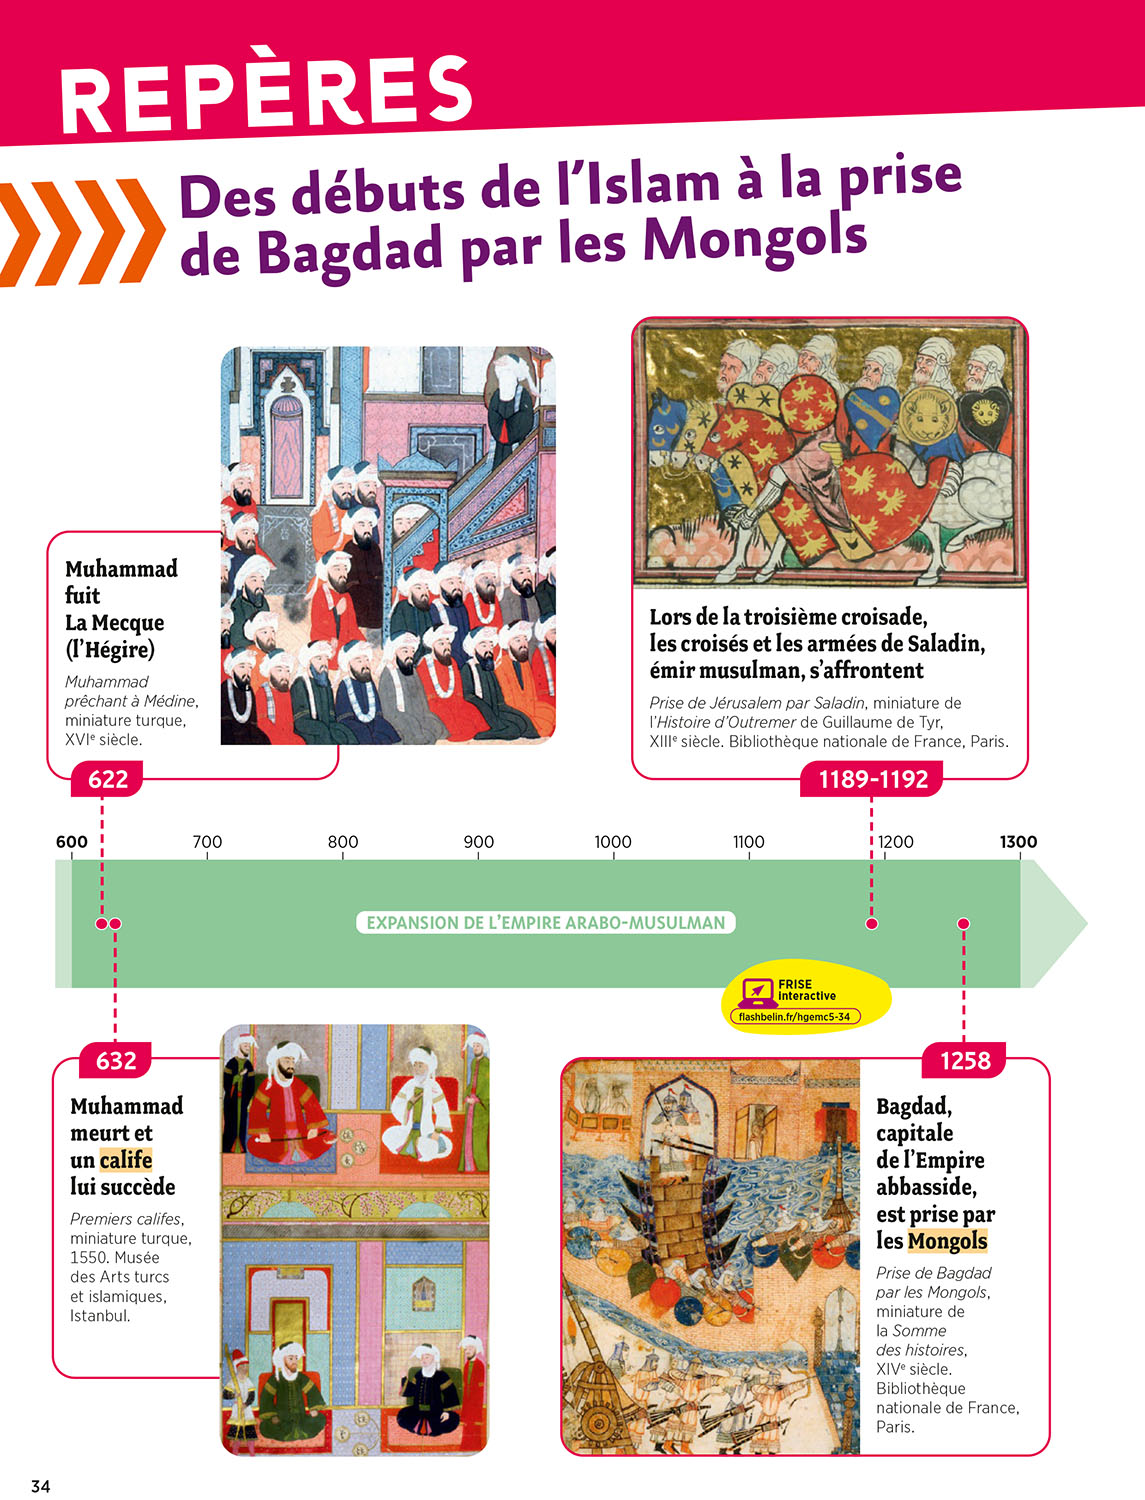 REPÈRES
Des débuts de l'Islam à la prise
de Bagdad par les Mongols
Muhammad
fuit
La Mecque
(l'Hégire)
Muhammad
prêchant à Médine,
miniature turque,
XVIe siècle.
622
Lors de la troisième croisade,
les croisés et les armées de Saladin,
émir musulman, s'affrontent
Prise de Jérusalem par Saladin, miniature de
l'Histoire d'Outremer de Guillaume de Tyr,
XIIIe siècle. Bibliothèque nationale de France, Paris.
1189-1192
600 700 800 900 1000 1100 1200 1300
EXPANSION DE L'EMPIRE ARABO-MUSULMAN
FRISE
Interactive
flashbelin.fr/hgemc5-34
632
Muhammad
meurt et
un calife
lui succède
Premiers califes,
miniature turque,
1550. Musée
des Arts turcs
et islamiques,
Istanbul.
1258
Bagdad,
capitale
de l'Empire
abbasside,
est prise par
les Mongols
Prise de Bagdad
par les Mongols,
miniature de
la Somme
des histoires,
XIVe siècle.
Bibliothèque
nationale de France,
Paris.
34